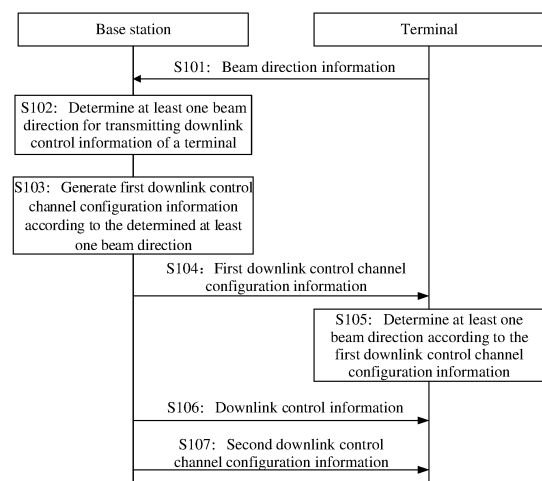 Base station
Terminal
S101: Beam direction information
S102: Determine at least one beam
direction for transmitting downlink
control information of a terminal
S103: Generate first downlink control
channel configuration information
according to the determined at least
one beam direction
S104: First downlink control channel
configuration information
S105: Determine at least one
beam direction according to the
first downlink control channel
configuration information
S106: Downlink control information
S107: Second downlink control
channel configuration information